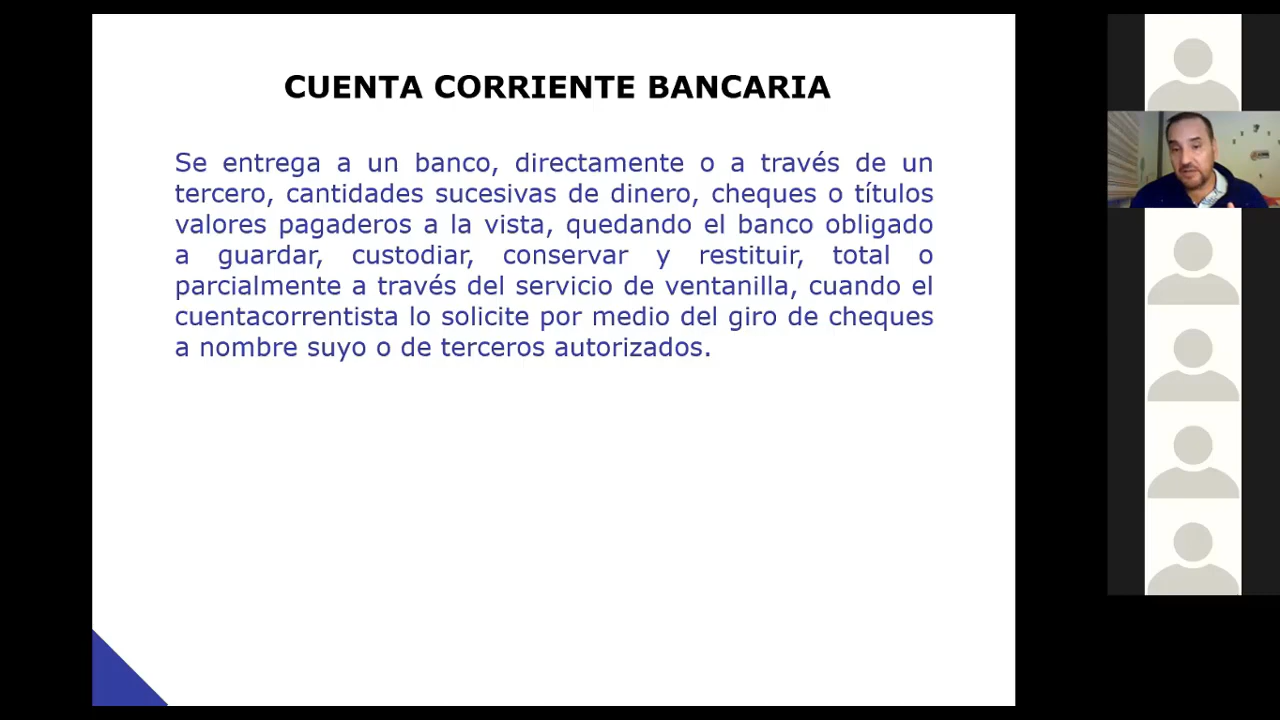 CUENTA CORRIENTE BANCARIA
Se entrega a un banco, directamente o a través de un
tercero, cantidades sucesivas de dinero, cheques o títulos
valores pagaderos a la vista, quedando el banco obligado
a guardar, custodiar, conservar y restituir, total o
parcialmente a través del servicio de ventanilla, cuando el
cuentacorrentista lo solicite por medio del giro de cheques
a nombre suyo o de terceros autorizados.